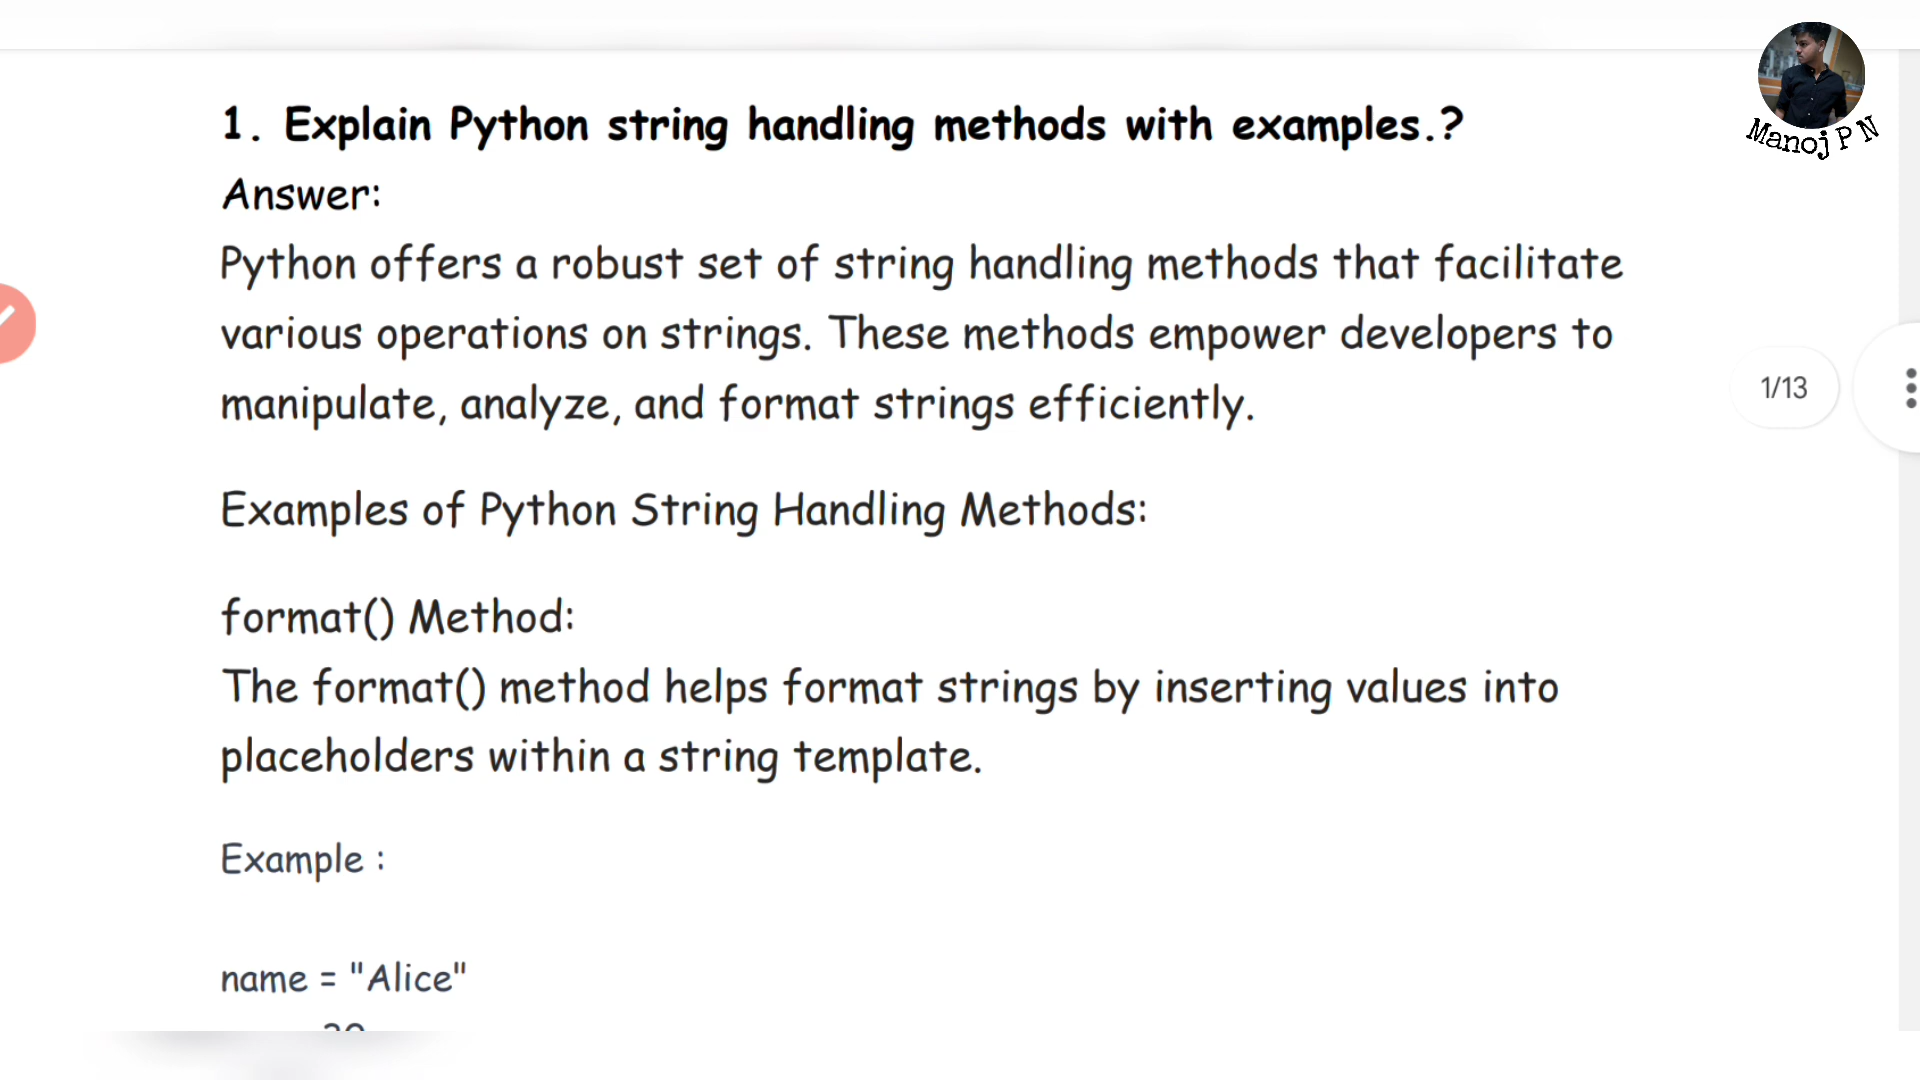 Manoj P N
1. Explain Python string handling methods with examples.?
Answer:
Python offers a robust set of string handling methods that facilitate
various operations on strings. These methods empower developers to
manipulate, analyze, and format strings efficiently.
1/13
Examples of Python String Handling Methods:
format() Method:
The format() method helps format strings by inserting values into
placeholders within a string template.
Example :
name = "Alice"